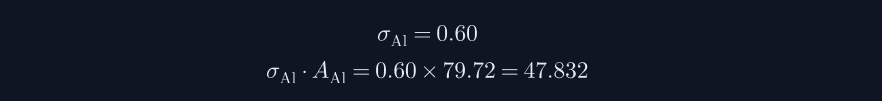 σ_Al = 0.60
σ_Al · A_Al = 0.60 × 79.72 = 47.832